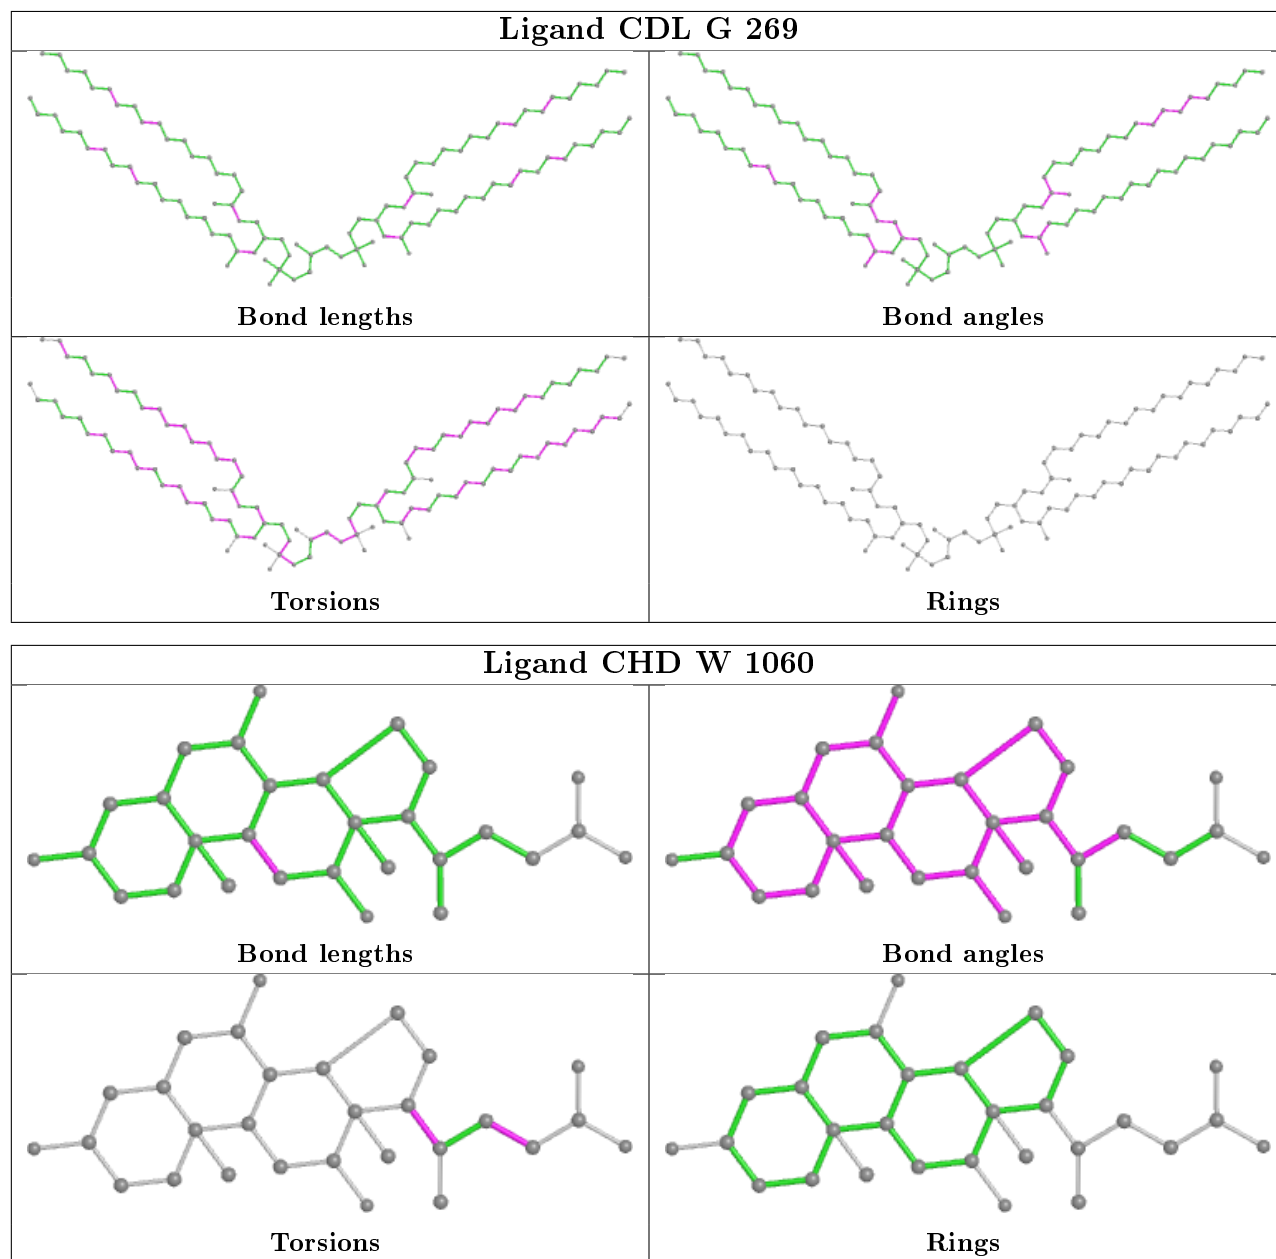 Ligand CDL G 269
Bond lengths
Bond angles
Torsions
Rings
Ligand CHD W 1060
Bond lengths
Bond angles
Torsions
Rings